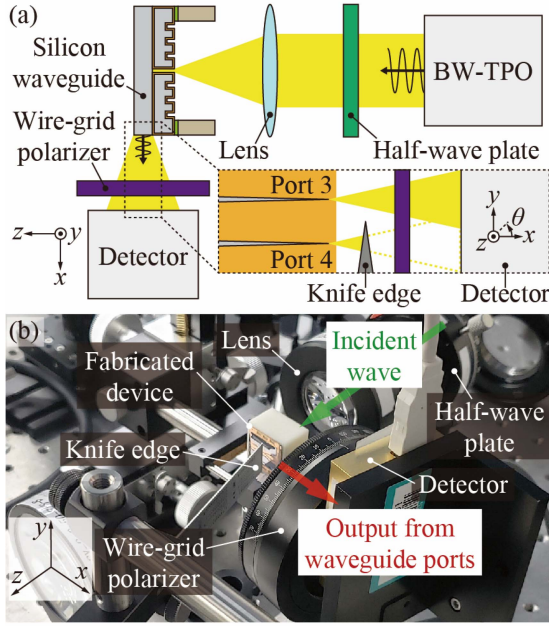 (a)
Silicon
waveguide
Wire-grid
polarizer
BW-TPO
Lens
Half-wave plate
Port 3
Port 4
y
θ
z
x
z
y
x
Detector
Knife edge
Detector
(b)
Lens
Incident
wave
Fabricated
device
Half-wave
plate
Knife edge
Detector
Output from
waveguide ports
Wire-grid
polarizer
y
z
x